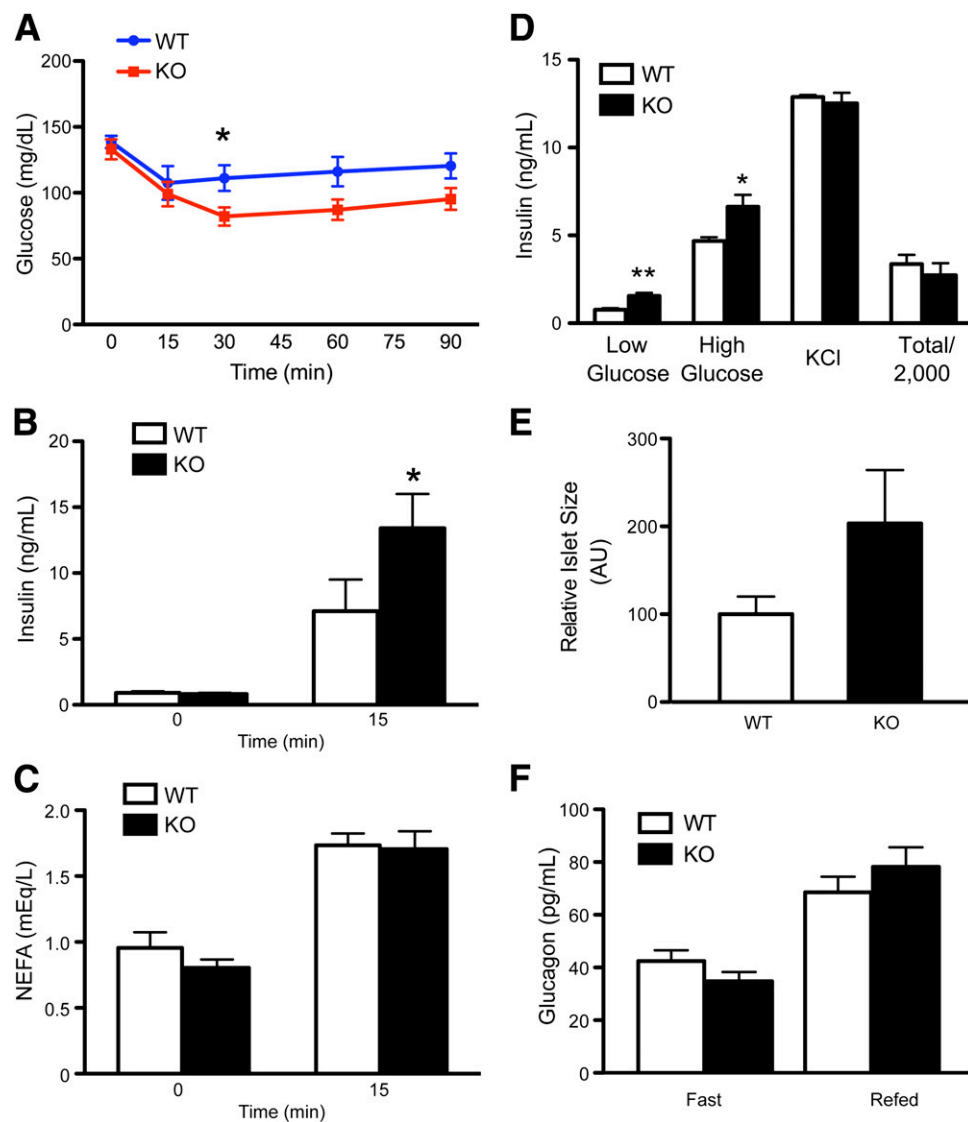 A
WT
KO
200
150
100
50
0
Glucose (mg/dL)
*
0 15 30 45 60 75 90
Time (min)
B
WT
KO
20
15
10
5
0
Insulin (ng/mL)
*
0 15
Time (min)
C
WT
KO
2.0
1.5
1.0
0.5
0
NEFA (mEq/L)
0 15
Time (min)
D
WT
KO
15
10
5
0
Insulin (ng/mL)
**
*
Low
Glucose
High
Glucose
KCl
Total/
2,000
E
300
200
100
0
Relative Islet Size
(AU)
WT KO
F
WT
KO
100
80
60
40
20
0
Glucagon (pg/mL)
Fast Refed